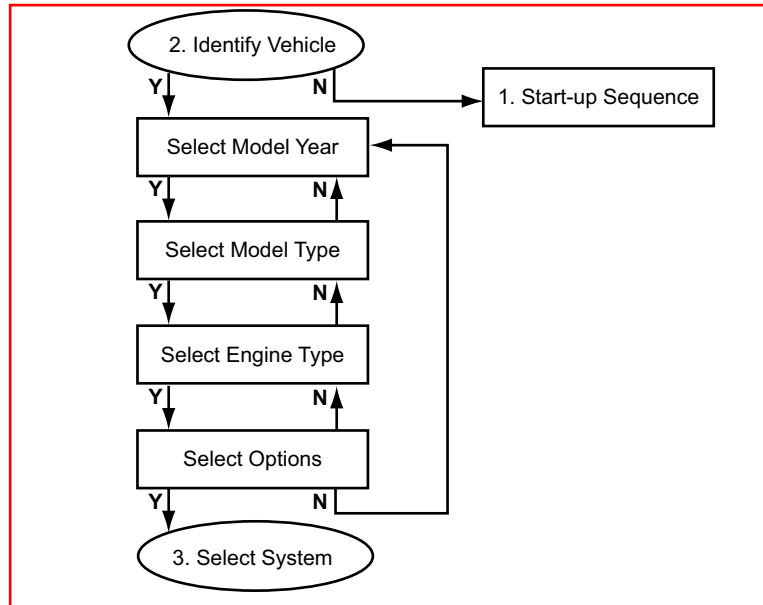 2. Identify Vehicle
Y
N
1. Start-up Sequence
Select Model Year
Y
N
Select Model Type
Y
N
Select Engine Type
Y
N
Select Options
Y
N
3. Select System